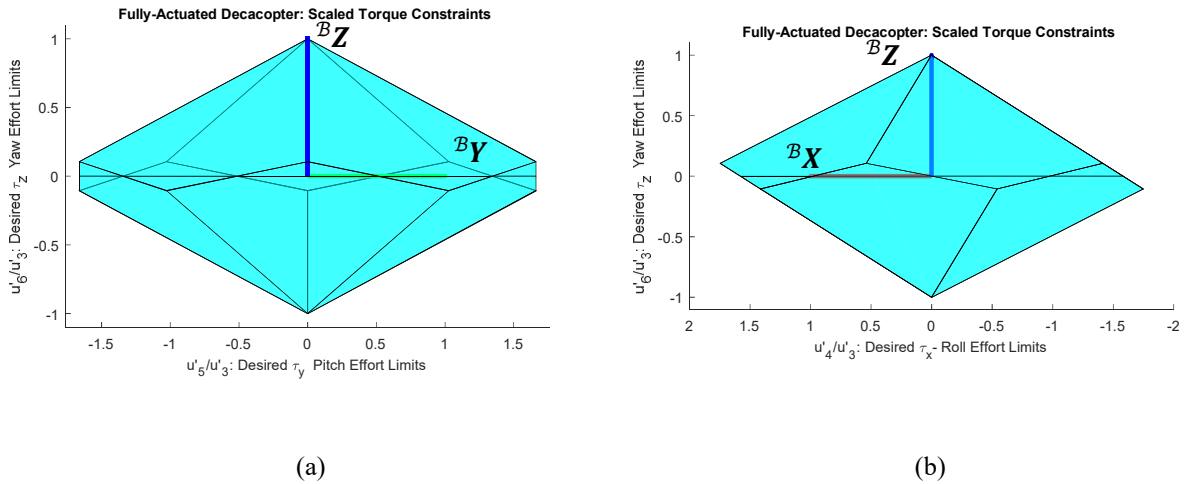 Fully-Actuated Decacopter: Scaled Torque Constraints
ᴮZ
ᴮY
u'6/u'3: Desired τZ Yaw Effort Limits
1
0.5
0
-0.5
-1
-1.5 -1 -0.5 0 0.5 1 1.5
u'5/u'3: Desired τy Pitch Effort Limits
(a)
Fully-Actuated Decacopter: Scaled Torque Constraints
ᴮZ
ᴮX
u'6/u'3: Desired τZ Yaw Effort Limits
1
0.5
0
-0.5
-1
2 1.5 1 0.5 0 -0.5 -1 -1.5 -2
u'4/u'3: Desired τx- Roll Effort Limits
(b)